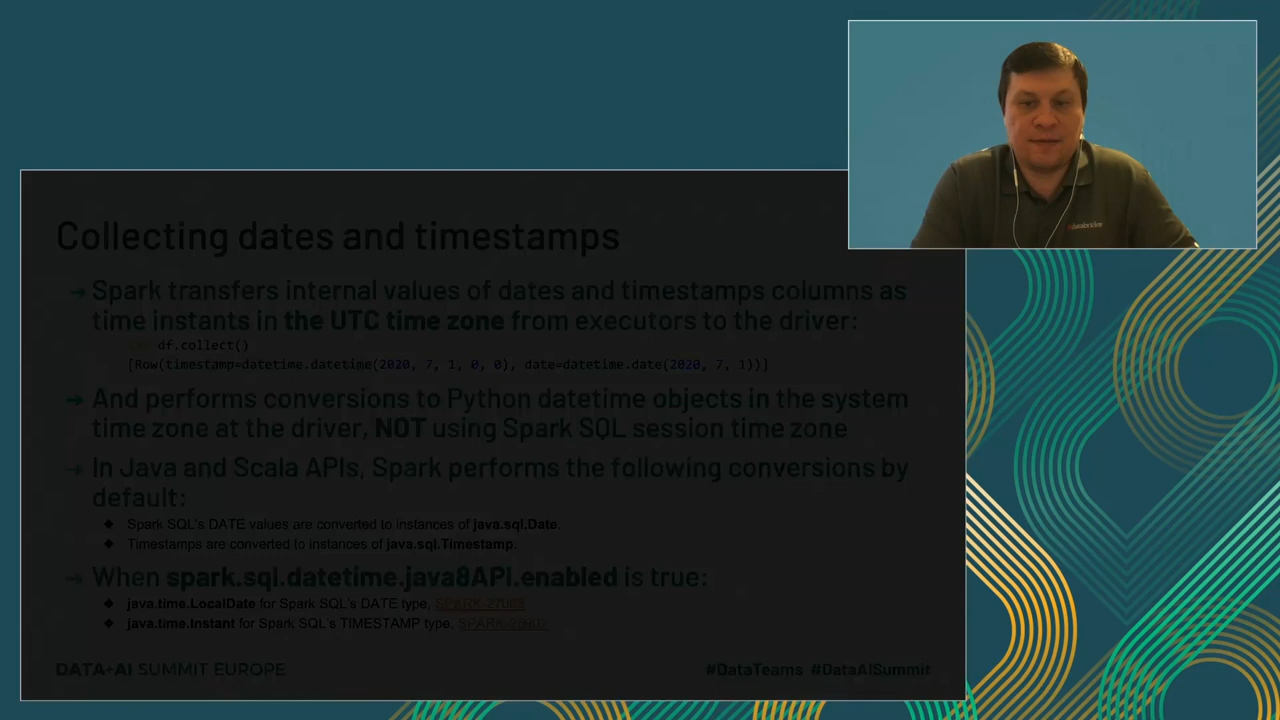 Collecting dates and timestamps
➔ Spark transfers internal values of dates and timestamps columns as
time instants in the UTC time zone from executors to the driver:
df.collect()
[Row(timestamp=datetime.datetime(2020, 7, 1, 0, 0), date=datetime.date(2020, 7, 1))]
➔ And performs conversions to Python datetime objects in the system
time zone at the driver, NOT using Spark SQL session time zone
➔ In Java and Scala APIs, Spark performs the following conversions by
default:
◆ Spark SQL's DATE values are converted to instances of java.sql.Date.
◆ Timestamps are converted to instances of java.sql.Timestamp.
➔ When spark.sql.datetime.java8API.enabled is true:
◆ java.time.LocalDate for Spark SQL's DATE type,
◆ java.time.Instant for Spark SQL's TIMESTAMP type,
DATA+AI SUMMIT EUROPE
#DataTeams #DataAISummit
databricks